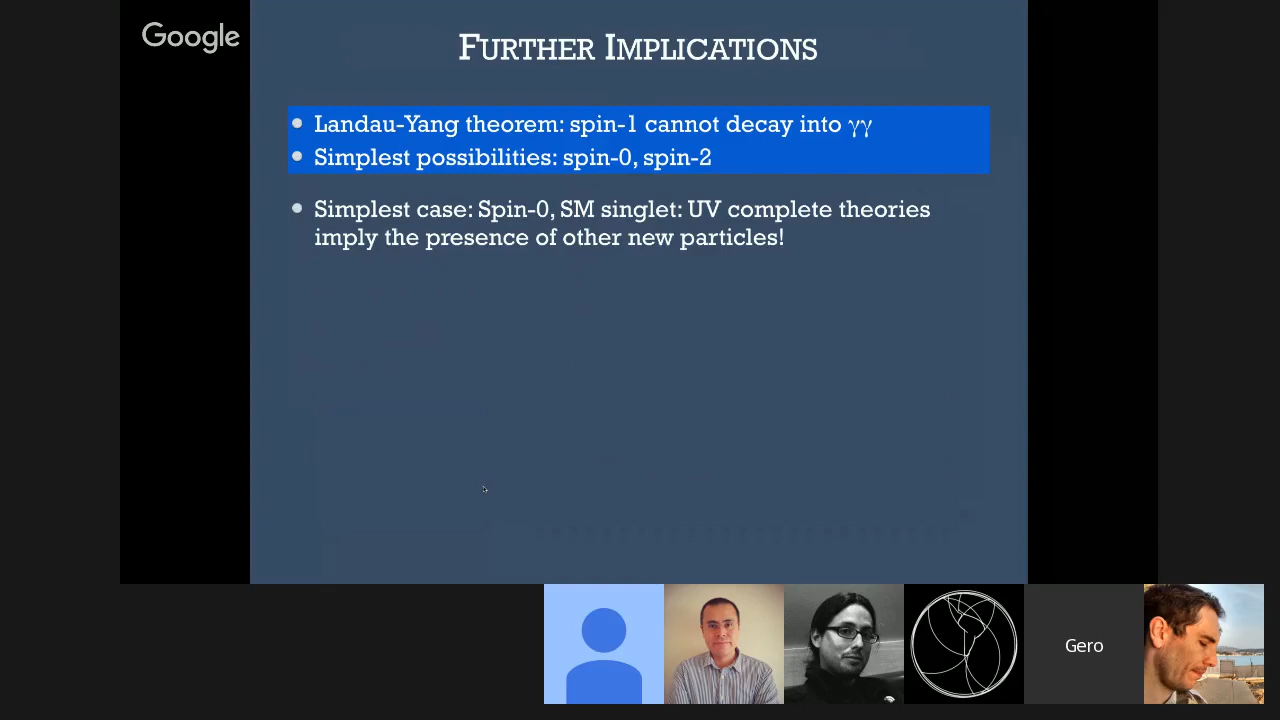 Google
FURTHER IMPLICATIONS
• Landau-Yang theorem: spin-1 cannot decay into γγ
• Simplest possibilities: spin-0, spin-2
• Simplest case: Spin-0, SM singlet: UV complete theories
imply the presence of other new particles!
Gero